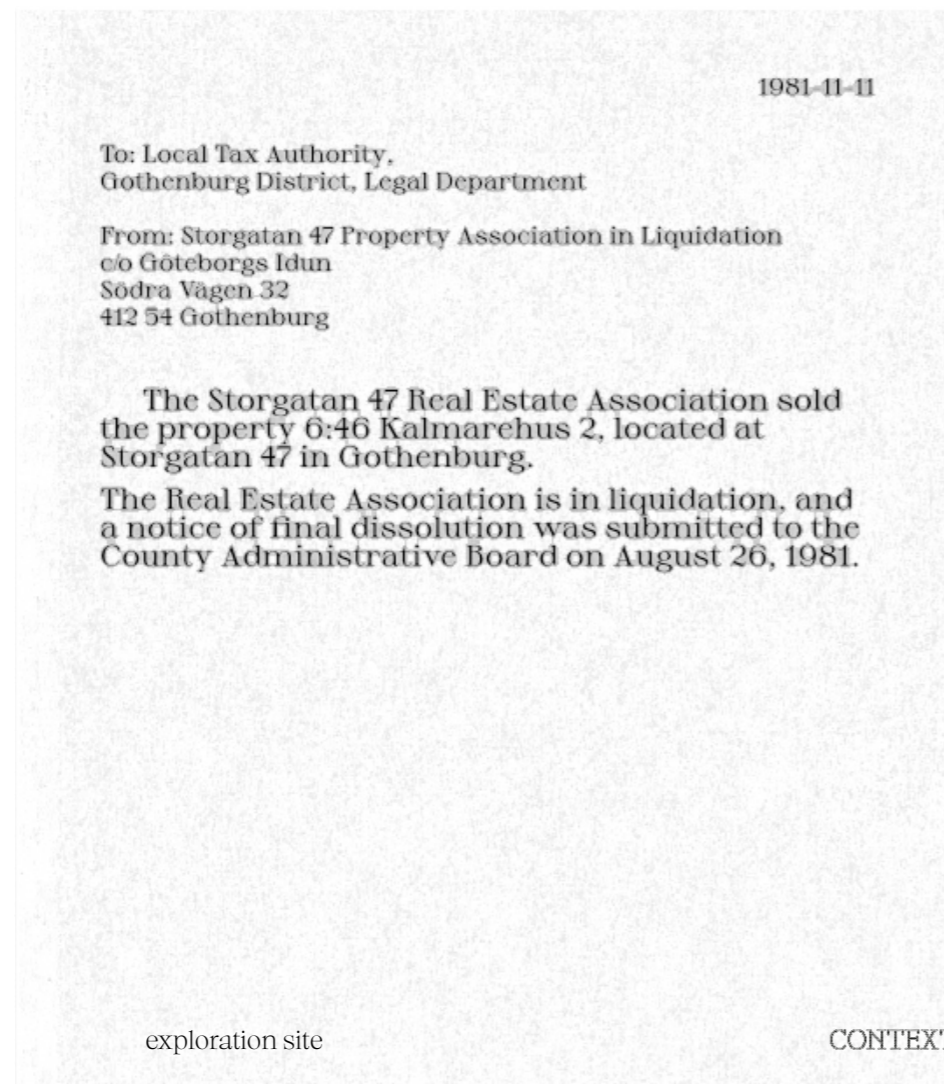 1981-11-11
To: Local Tax Authority,
Gothenburg District, Legal Department
From: Storgatan 47 Property Association in Liquidation
c/o Göteborgs Idun
Södra Vägen 32
412 54 Gothenburg
The Storgatan 47 Real Estate Association sold
the property 6:46 Kalmarehus 2, located at
Storgatan 47 in Gothenburg.
The Real Estate Association is in liquidation, and
a notice of final dissolution was submitted to the
County Administrative Board on August 26, 1981.
exploration site
CONTEXT